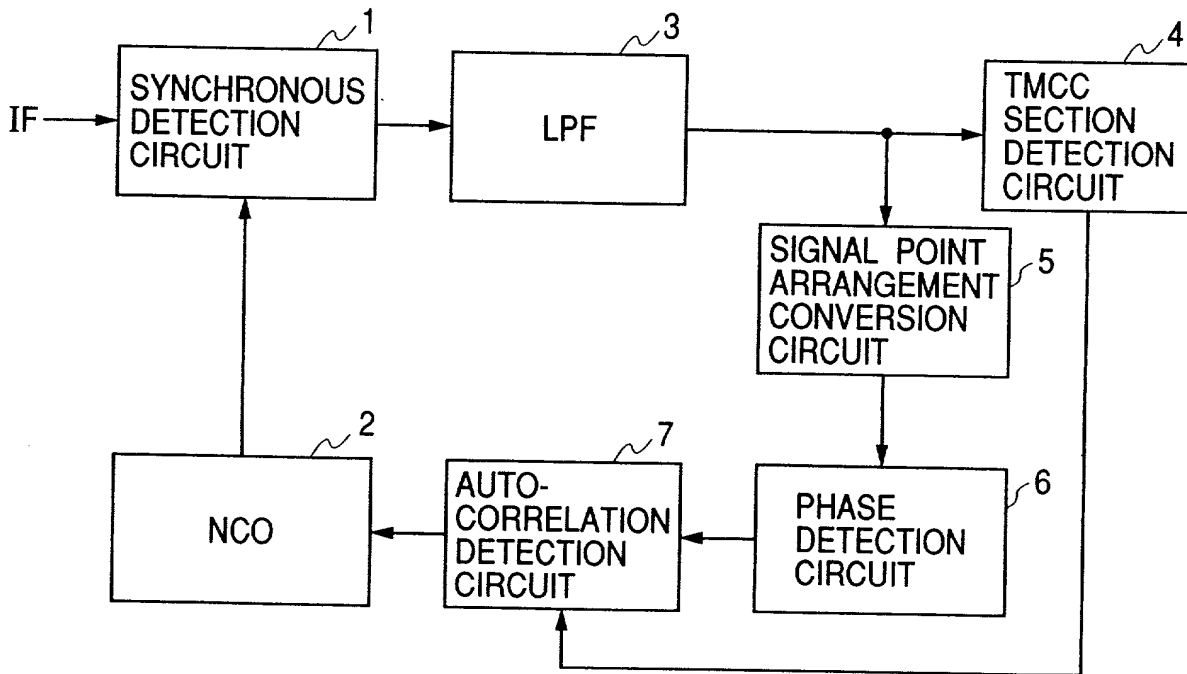 1
SYNCHRONOUS
DETECTION
CIRCUIT
IF
3
LPF
4
TMCC
SECTION
DETECTION
CIRCUIT
SIGNAL POINT
ARRANGEMENT
CONVERSION
CIRCUIT
5
2
NCO
7
AUTO-
CORRELATION
DETECTION
CIRCUIT
PHASE
DETECTION
CIRCUIT
6